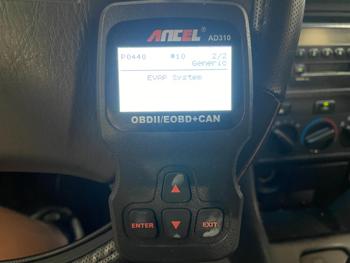 ANCEL
AD310
P0440 *10 2/2
Generic
EVAP System
OBDII/EOBD+CAN
ENTER
EXIT